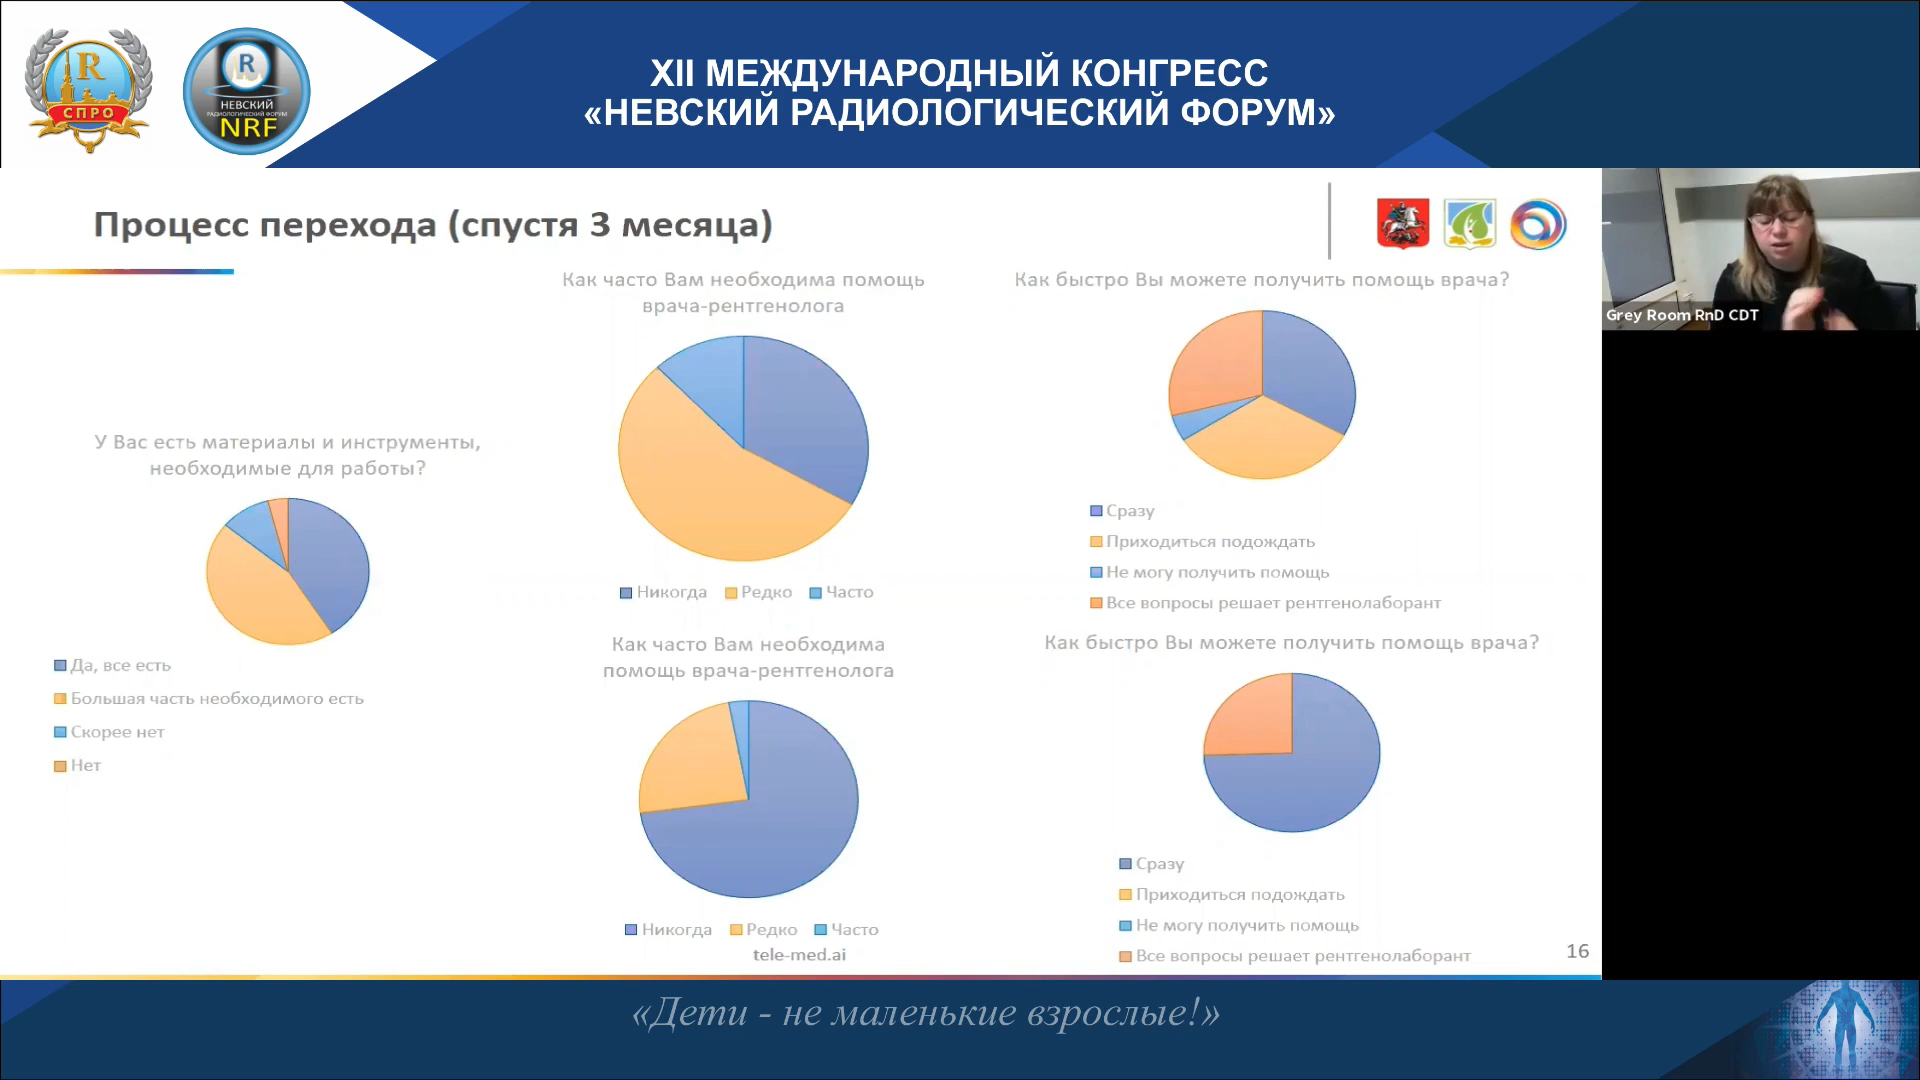 R
СПРО
R
НЕВСКИЙ
РАДИОЛОГИЧЕСКИЙ ФОРУМ
NRF
XII МЕЖДУНАРОДНЫЙ КОНГРЕСС
«НЕВСКИЙ РАДИОЛОГИЧЕСКИЙ ФОРУМ»
Процесс перехода (спустя 3 месяца)
Grey Room RnD CDT
У Вас есть материалы и инструменты,
необходимые для работы?
Да, все есть
Большая часть необходимого есть
Скорее нет
Нет
Как часто Вам необходима помощь
врача-рентгенолога
Никогда Редко Часто
Как быстро Вы можете получить помощь врача?
Сразу
Приходиться подождать
Не могу получить помощь
Все вопросы решает рентгенолаборант
Как часто Вам необходима
помощь врача-рентгенолога
Никогда Редко Часто
Как быстро Вы можете получить помощь врача?
Сразу
Приходиться подождать
Не могу получить помощь
Все вопросы решает рентгенолаборант
tele-med.ai
16
«Дети - не маленькие взрослые!»